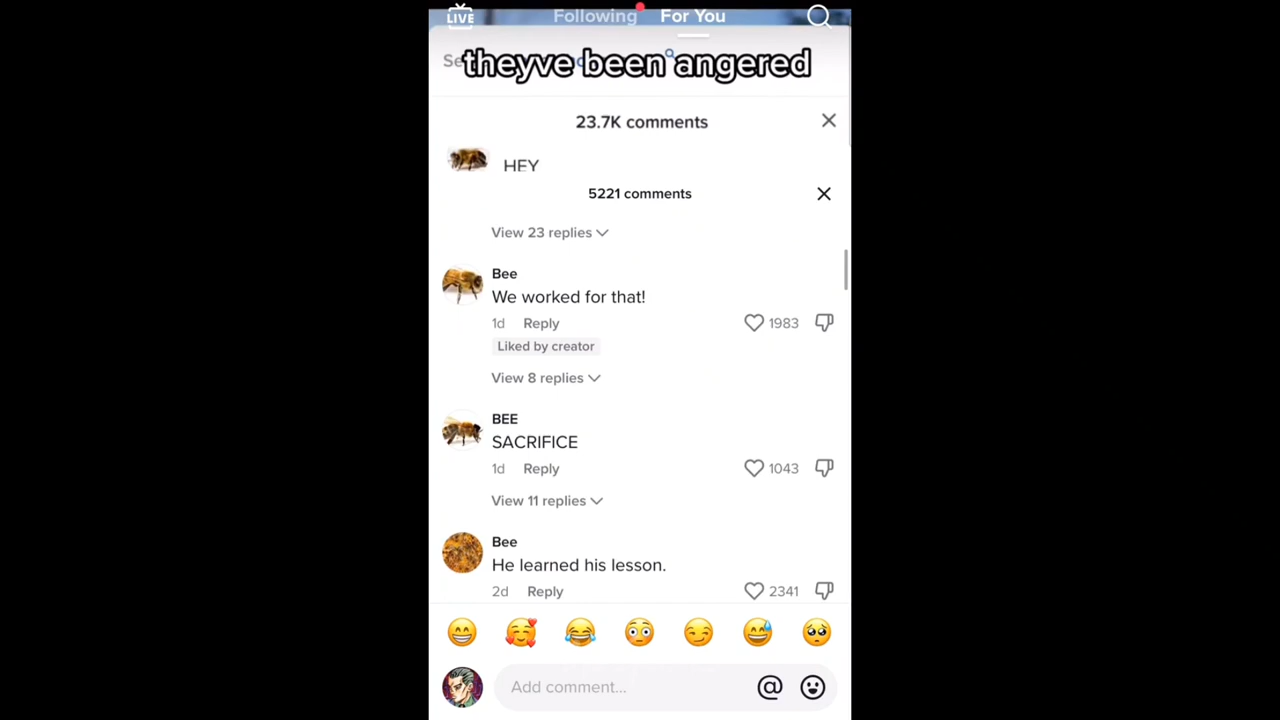 LIVE
Following
For You
Se
theyve been angered
23.7K comments
HEY
5221 comments
View 23 replies
Bee
We worked for that!
1d Reply
1983
Liked by creator
View 8 replies
BEE
SACRIFICE
1d Reply
1043
View 11 replies
Bee
He learned his lesson.
2d Reply
2341
Add comment...
@